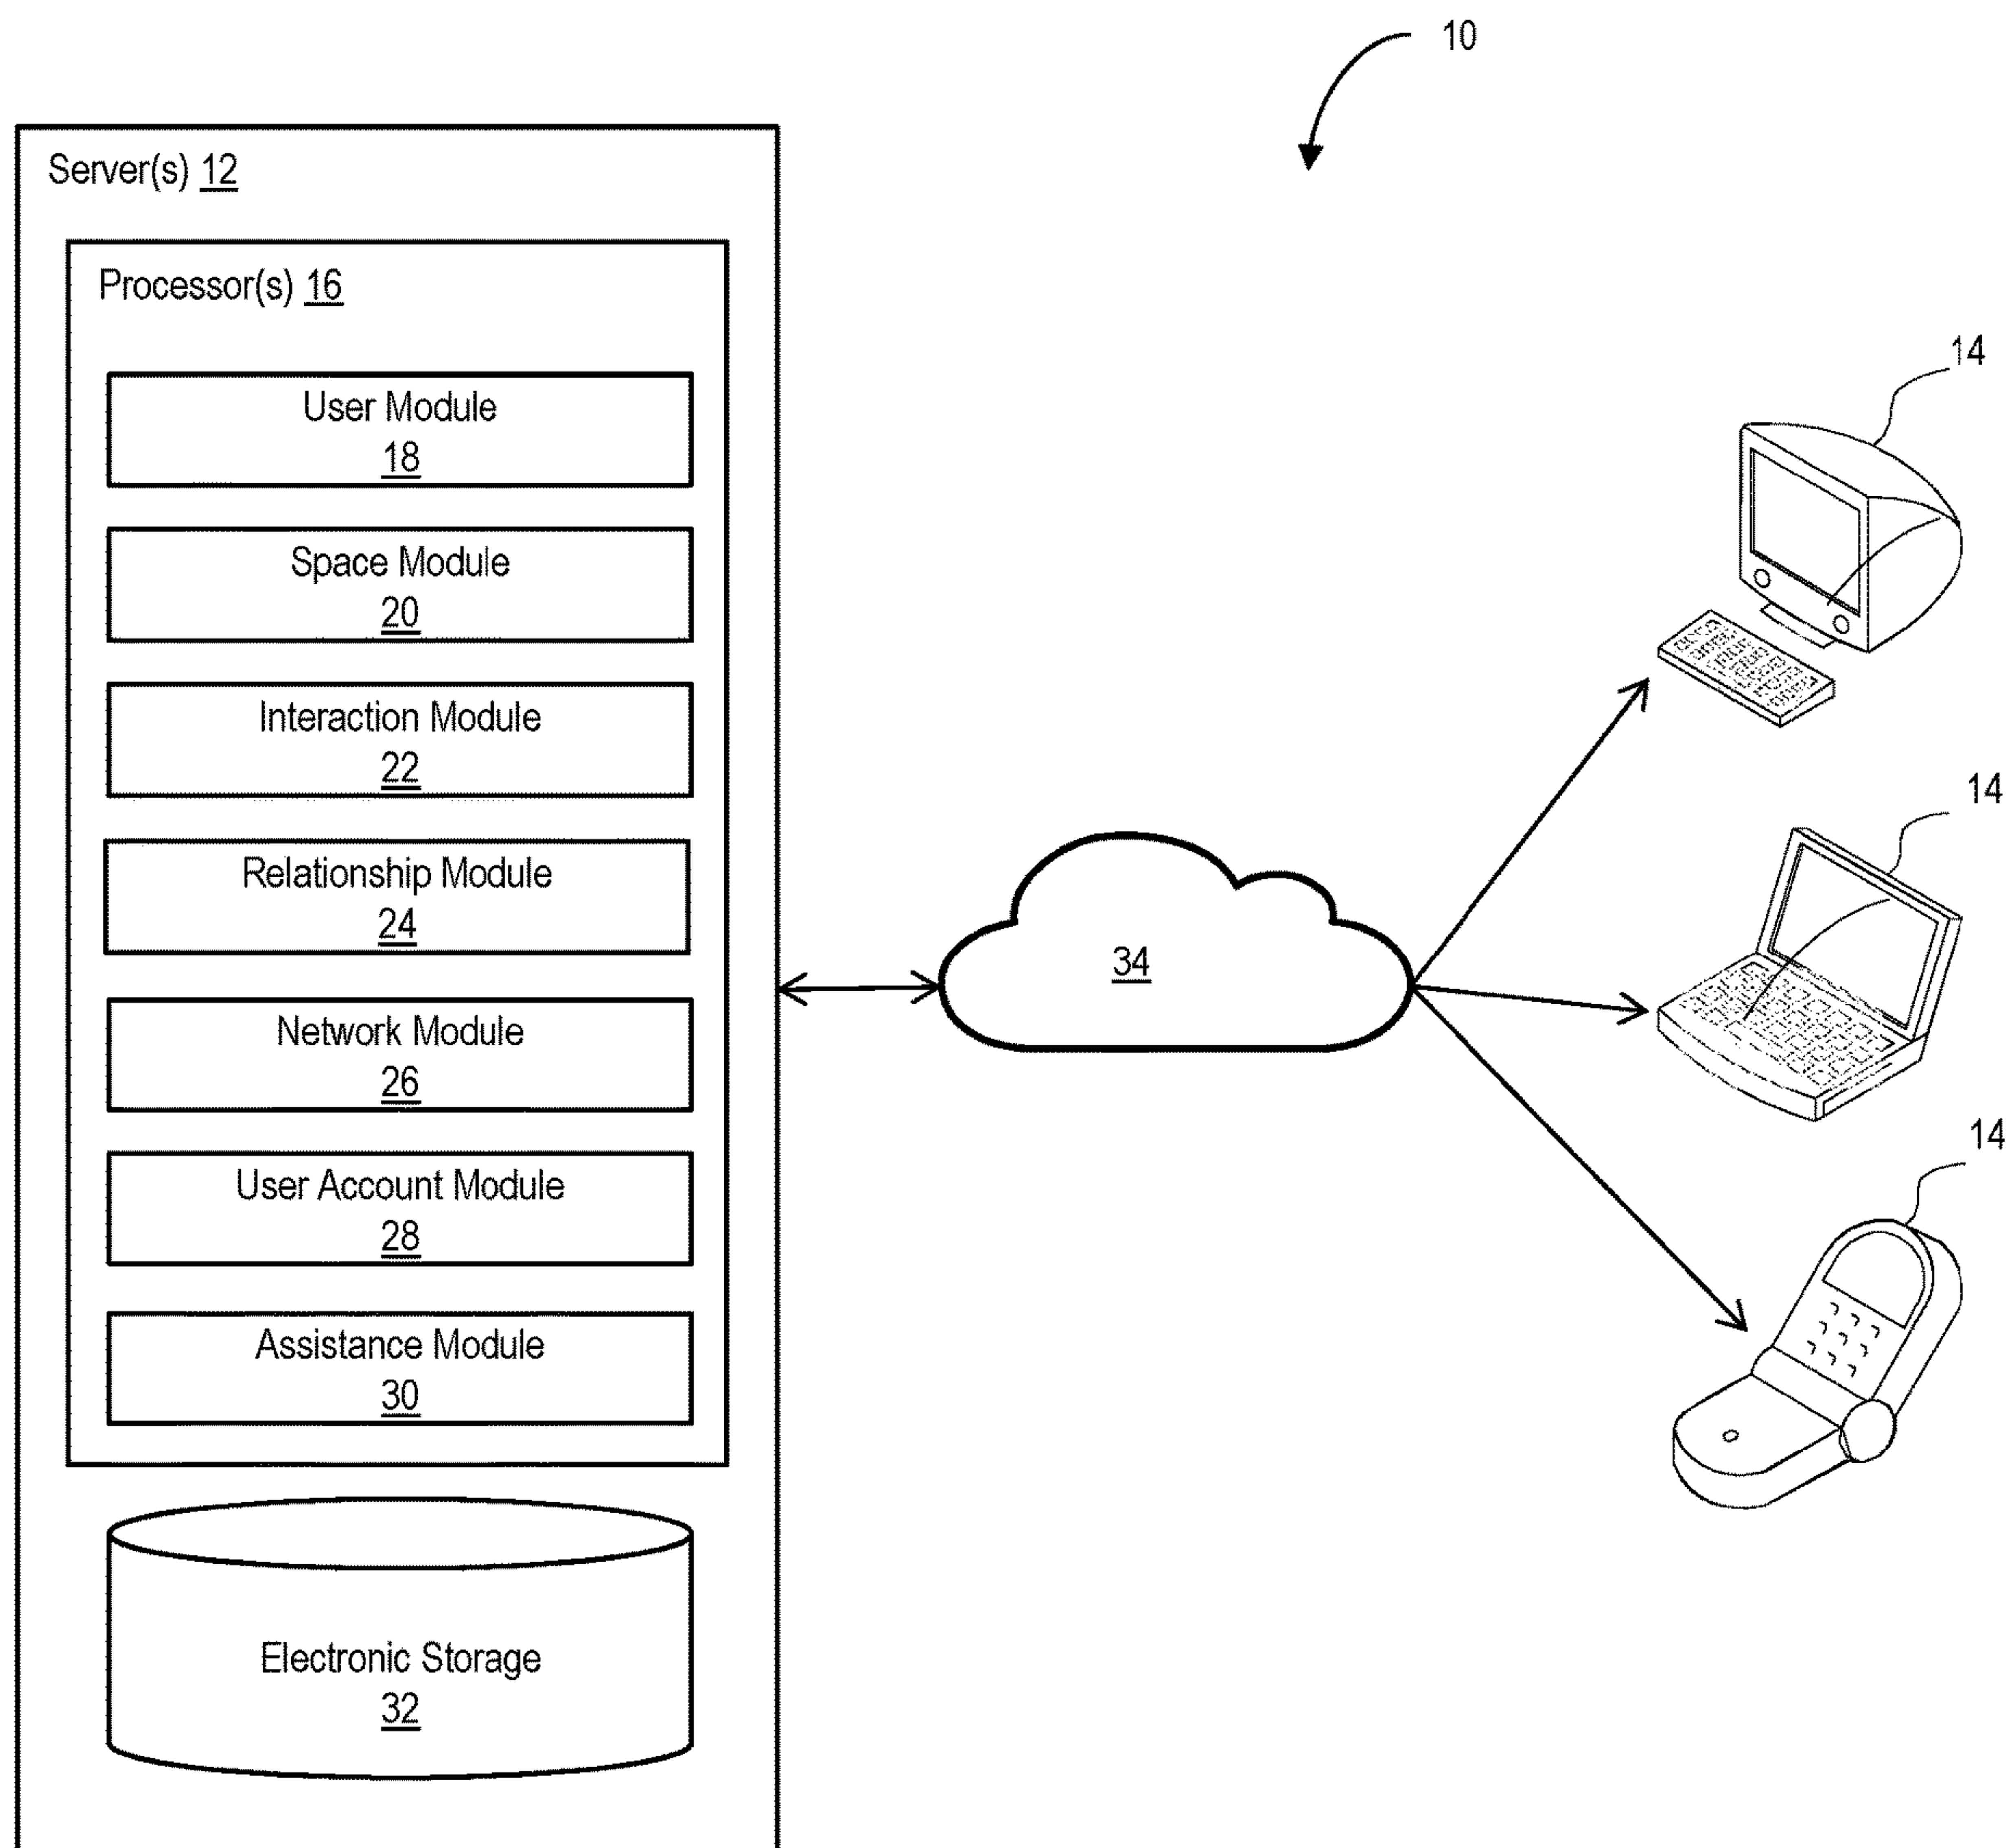 10
Server(s) 12
Processor(s) 16
User Module
18
Space Module
20
Interaction Module
22
Relationship Module
24
Network Module
26
User Account Module
28
Assistance Module
30
Electronic Storage
32
34
14
14
14